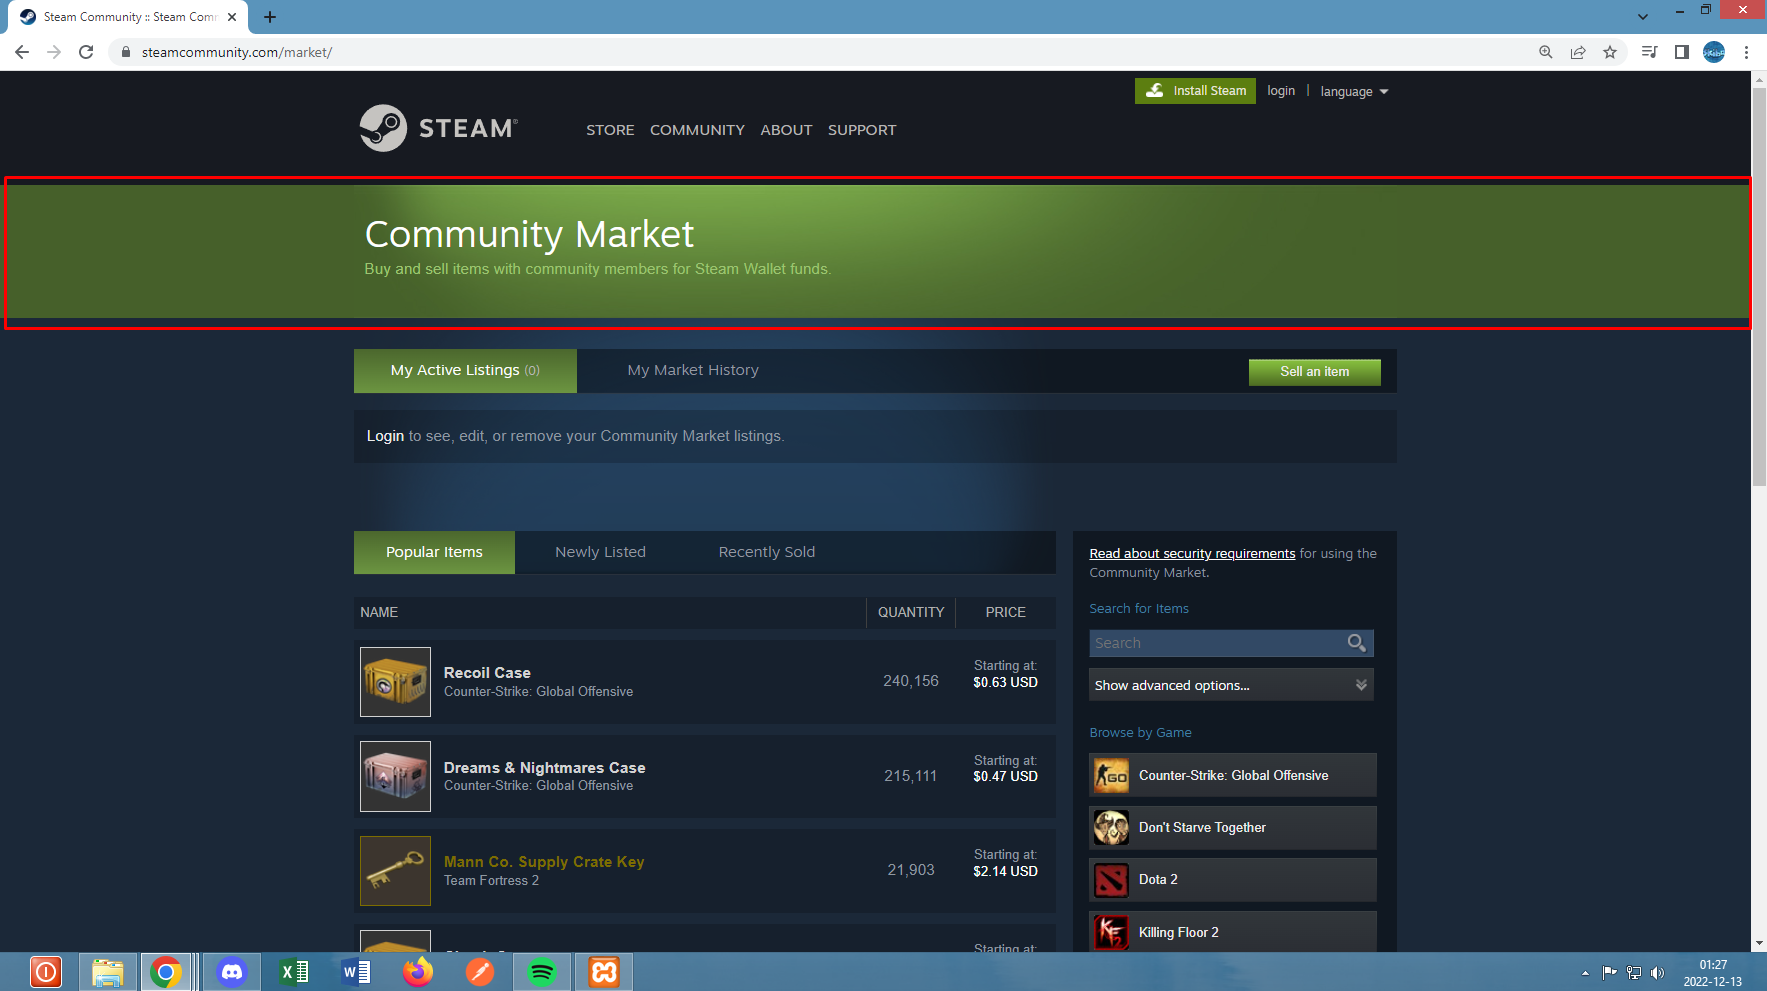 Steam Community :: Steam Com
steamcommunity.com/market/
Install Steam
login
language
STEAM®
STORE
COMMUNITY
ABOUT
SUPPORT
Community Market
Buy and sell items with community members for Steam Wallet funds.
My Active Listings (0)
My Market History
Sell an item
Login to see, edit, or remove your Community Market listings.
Popular Items
Newly Listed
Recently Sold
NAME
QUANTITY
PRICE
Recoil Case
Counter-Strike: Global Offensive
240,156
Starting at:
$0.63 USD
Dreams & Nightmares Case
Counter-Strike: Global Offensive
215,111
Starting at:
$0.47 USD
Mann Co. Supply Crate Key
Team Fortress 2
21,903
Starting at:
$2.14 USD
Starting at:
Read about security requirements for using the
Community Market.
Search for Items
Search
Show advanced options...
Browse by Game
GO
Counter-Strike: Global Offensive
Don't Starve Together
Dota 2
KF2
Killing Floor 2
01:27
2022-12-13